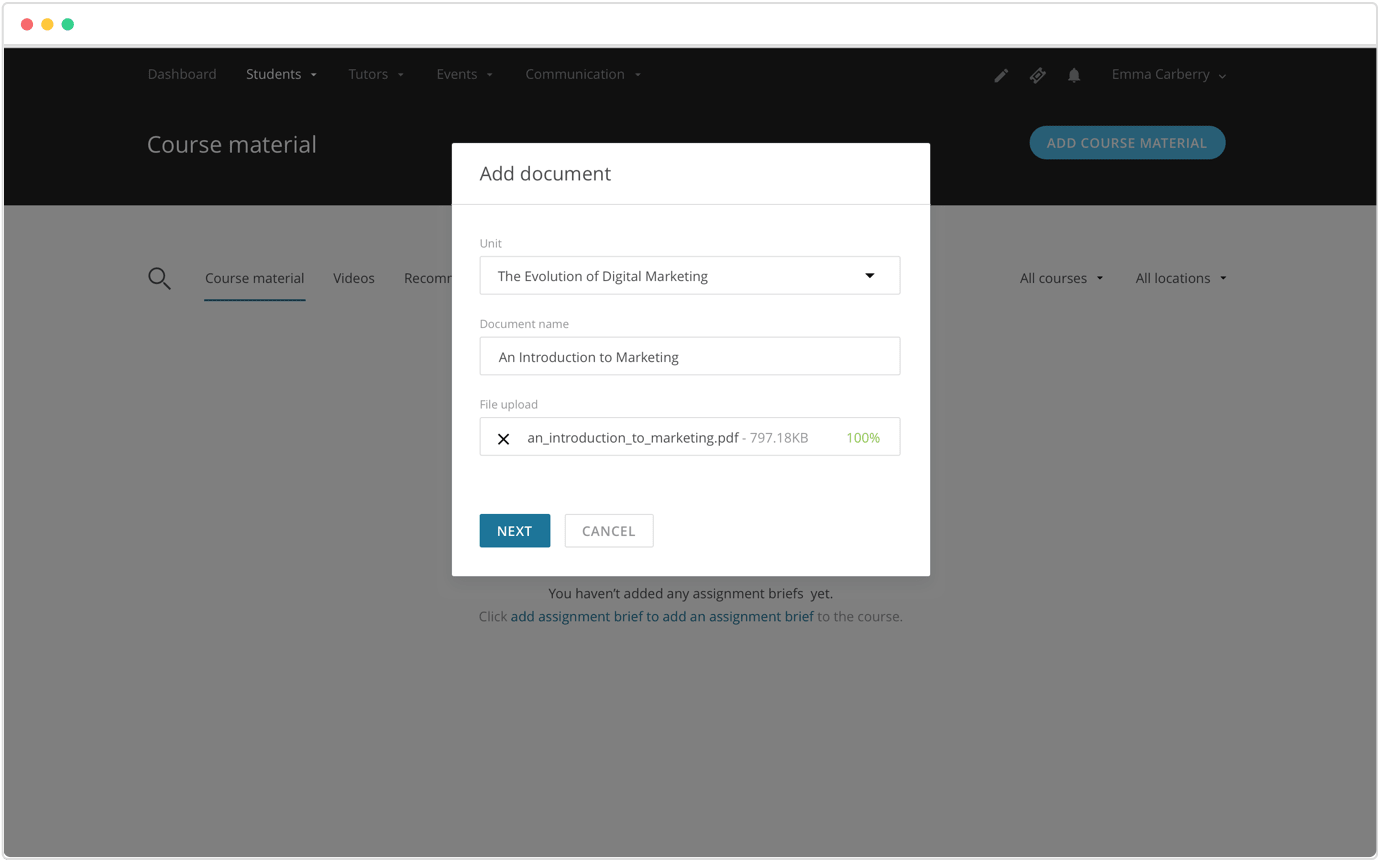 Dashboard Students Tutors Events Communication Emma Carberry
Course material
ADD COURSE MATERIAL
Add document
Unit
The Evolution of Digital Marketing
Document name
An Introduction to Marketing
File upload
an_introduction_to_marketing.pdf - 797.18KB 100%
NEXT CANCEL
Course material Videos Recomm All courses All locations
You haven't added any assignment briefs yet.
Click add assignment brief to add an assignment brief to the course.